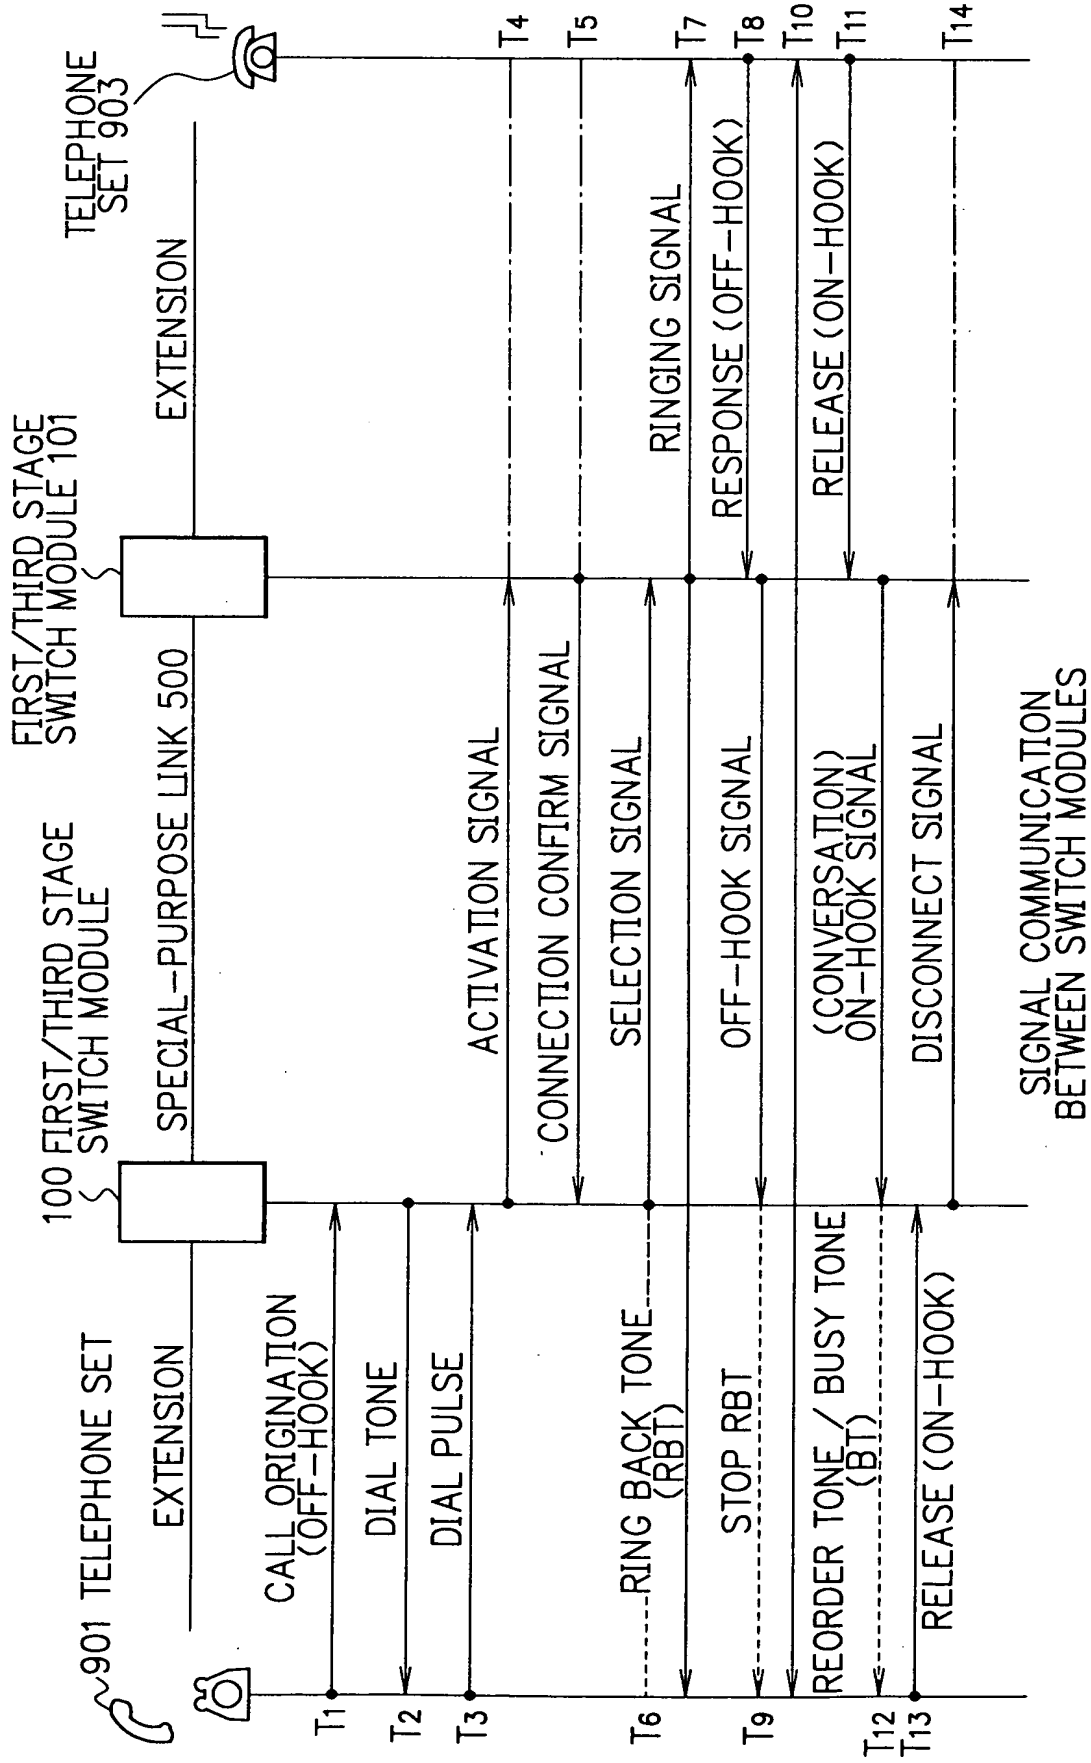 901 TELEPHONE SET
EXTENSION
100 FIRST/THIRD STAGE
SWITCH MODULE
SPECIAL-PURPOSE LINK 500
FIRST/THIRD STAGE
SWITCH MODULE 101
EXTENSION
TELEPHONE
SET 903
T1
CALL ORIGINATION
(OFF-HOOK)
T2
DIAL TONE
T3
DIAL PULSE
ACTIVATION SIGNAL
T4
CONNECTION CONFIRM SIGNAL
T5
T6
RING BACK TONE
(RBT)
SELECTION SIGNAL
RINGING SIGNAL
T7
RESPONSE (OFF-HOOK)
T8
T9
STOP RBT
OFF-HOOK SIGNAL
T10
(CONVERSATION)
RELEASE (ON-HOOK)
T11
T12
REORDER TONE / BUSY TONE
(BT)
ON-HOOK SIGNAL
T13
RELEASE (ON-HOOK)
DISCONNECT SIGNAL
T14
SIGNAL COMMUNICATION
BETWEEN SWITCH MODULES